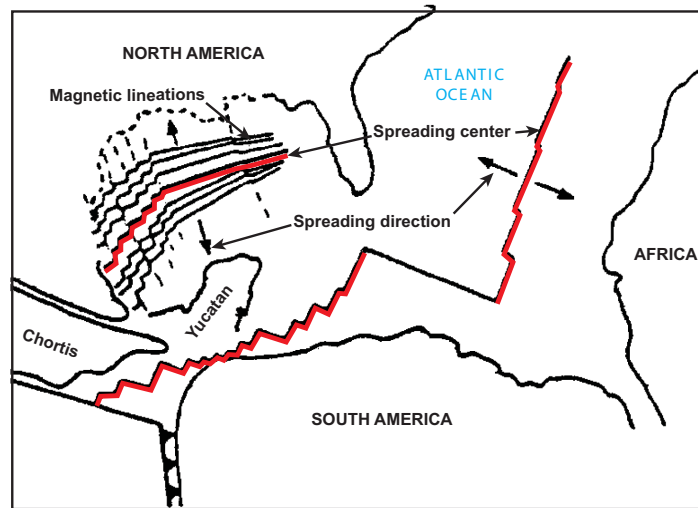 NORTH AMERICA
ATLANTIC
OCEAN
Magnetic lineations
Spreading center
Spreading direction
AFRICA
Yucatan
Chortis
SOUTH AMERICA